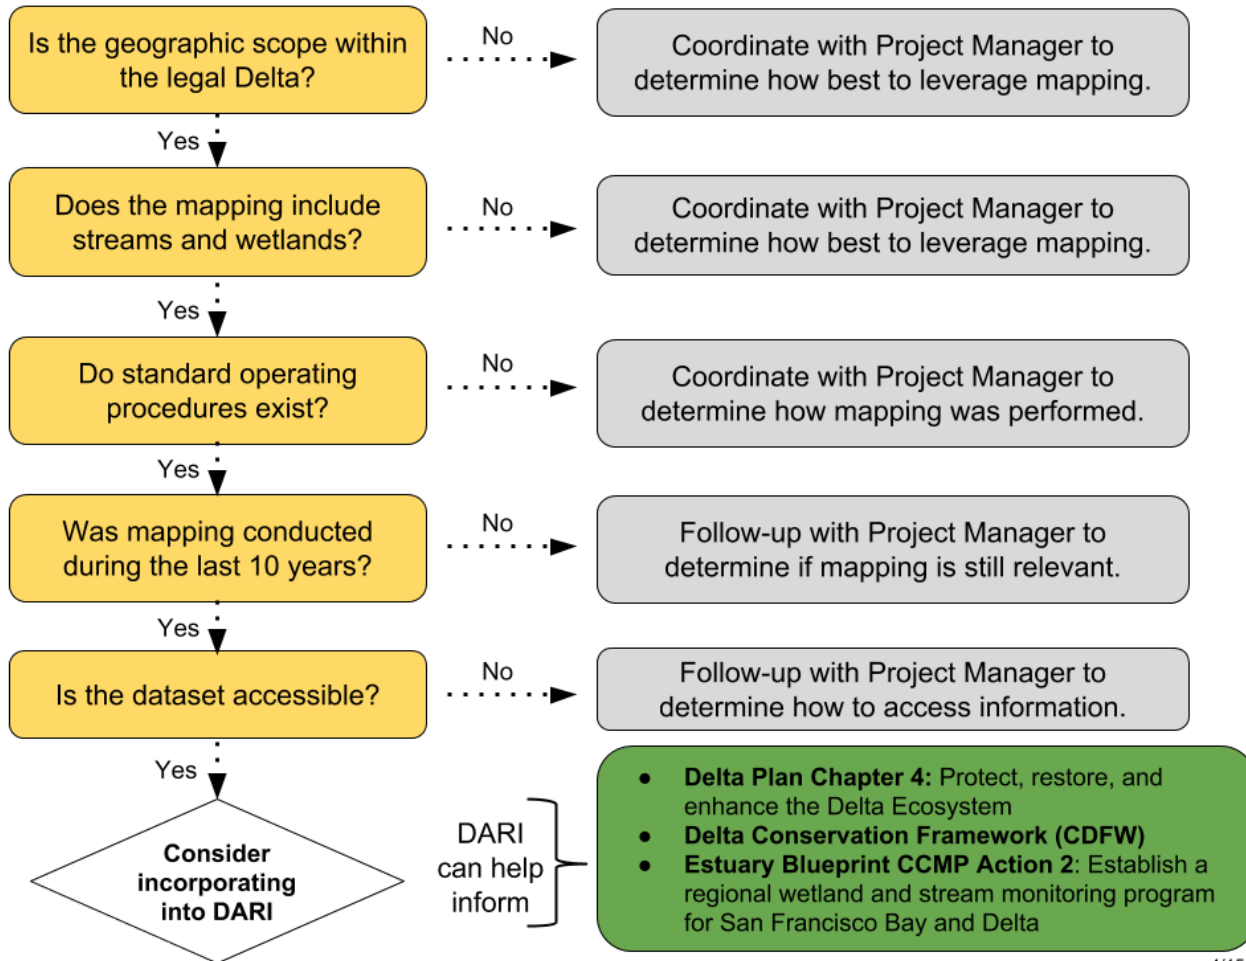 Is the geographic scope within
the legal Delta?
No
Coordinate with Project Manager to
determine how best to leverage mapping.
Yes
Does the mapping include
streams and wetlands?
No
Coordinate with Project Manager to
determine how best to leverage mapping.
Yes
Do standard operating
procedures exist?
No
Coordinate with Project Manager to
determine how mapping was performed.
Yes
Was mapping conducted
during the last 10 years?
No
Follow-up with Project Manager to
determine if mapping is still relevant.
Yes
Is the dataset accessible?
No
Follow-up with Project Manager to
determine how to access information.
Yes
Consider
incorporating
into DARI
DARI
can help
inform
● Delta Plan Chapter 4: Protect, restore, and
enhance the Delta Ecosystem
● Delta Conservation Framework (CDFW)
● Estuary Blueprint CCMP Action 2: Establish a
regional wetland and stream monitoring program
for San Francisco Bay and Delta